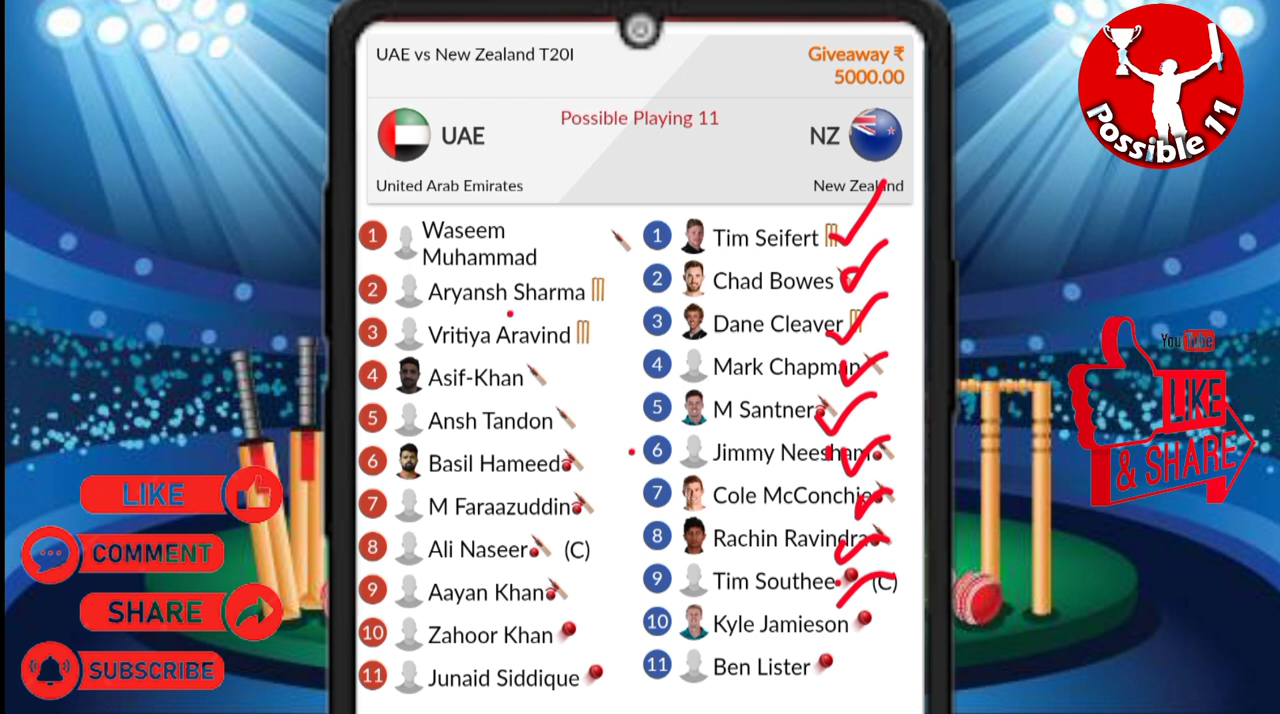 UAE vs New Zealand T20I
Giveaway ₹
5000.00
Possible Playing 11
UAE
NZ
United Arab Emirates
New Zealand
1 Waseem
Muhammad
2 Aryansh Sharma
3 Vritiya Aravind
4 Asif-Khan
5 Ansh Tandon
6 Basil Hameed
7 M Faraazuddin
8 Ali Naseer (C)
9 Aayan Khan
10 Zahoor Khan
11 Junaid Siddique
1 Tim Seifert
2 Chad Bowes
3 Dane Cleaver
4 Mark Chapman
5 M Santner
6 Jimmy Neesham
7 Cole McConchie
8 Rachin Ravindra
9 Tim Southee (C)
10 Kyle Jamieson
11 Ben Lister
Possible 11
YouTube
LIKE
& SHARE
LIKE
COMMENT
SHARE
SUBSCRIBE